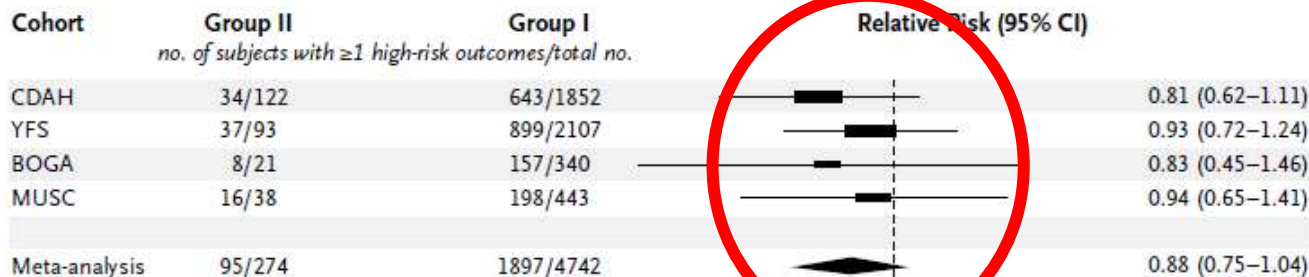 Cohort Group II Group I Relative Risk (95% CI)
no. of subjects with ≥1 high-risk outcomes/total no.
CDAH 34/122 643/1852 0.81 (0.62–1.11)
YFS 37/93 899/2107 0.93 (0.72–1.24)
BOGA 8/21 157/340 0.83 (0.45–1.46)
MUSC 16/38 198/443 0.94 (0.65–1.41)
Meta-analysis 95/274 1897/4742 0.88 (0.75–1.04)